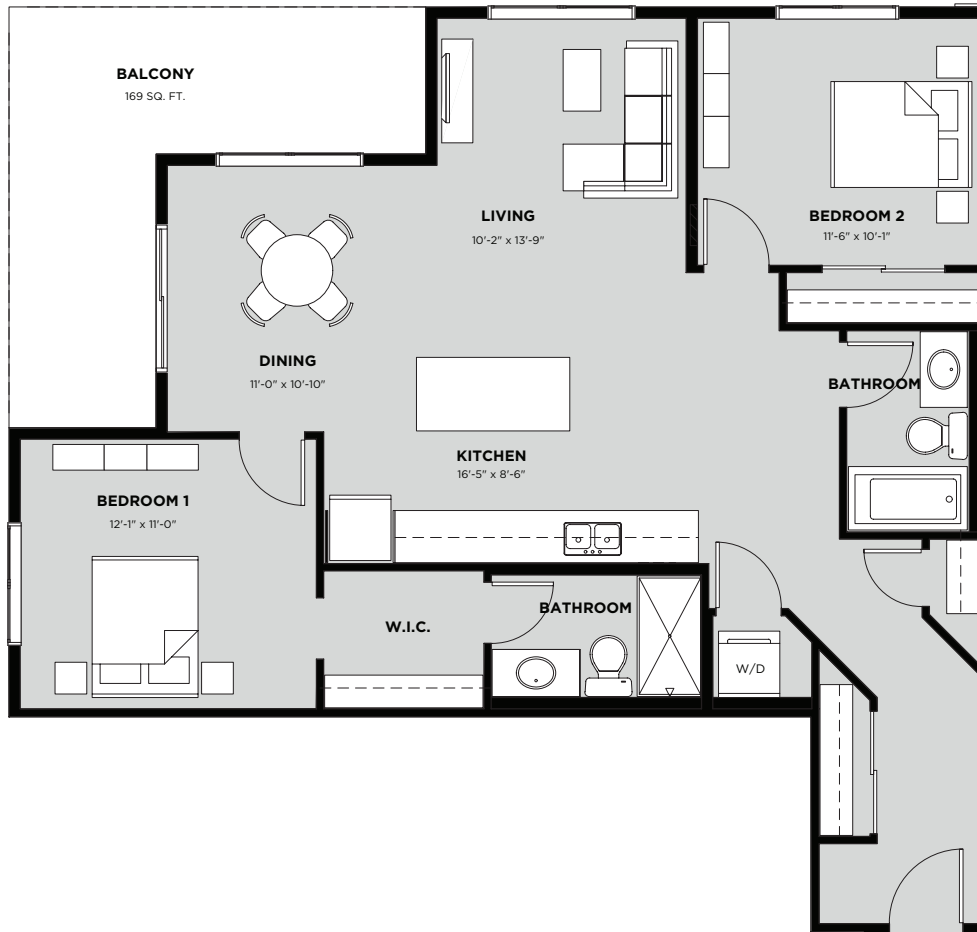 BALCONY
169 SQ. FT.
LIVING
10'-2" x 13'-9"
BEDROOM 2
11'-6" x 10'-1"
DINING
11'-0" x 10'-10"
BATHROOM
KITCHEN
16'-5" x 8'-6"
BEDROOM 1
12'-1" x 11'-0"
BATHROOM
W.I.C.
W/D